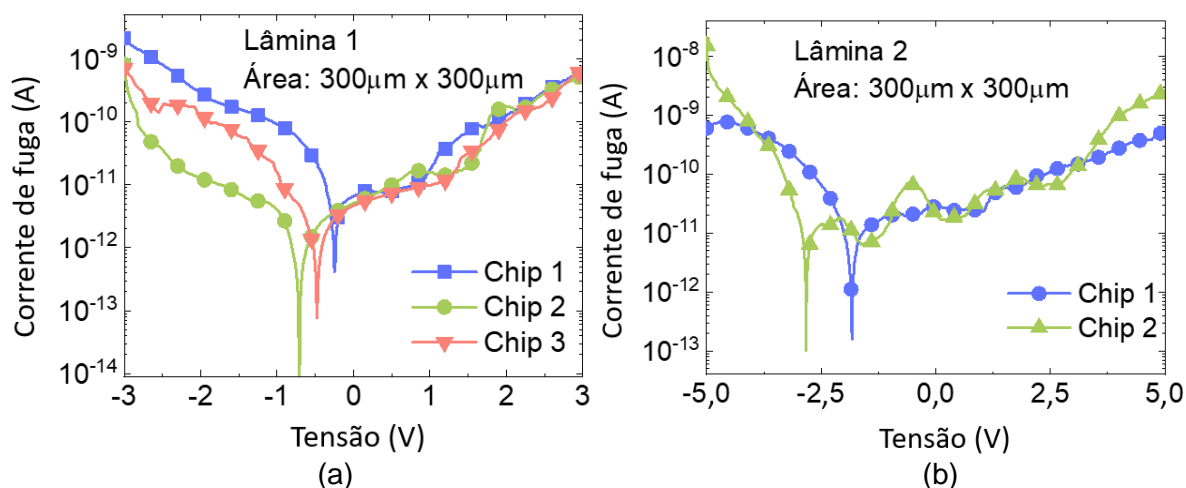 Lâmina 1
Área: 300μm x 300μm
Corrente de fuga (A)
10⁻⁹
10⁻¹⁰
10⁻¹¹
10⁻¹²
10⁻¹³
10⁻¹⁴
Chip 1
Chip 2
Chip 3
-3 -2 -1 0 1 2 3
Tensão (V)
(a)
Lâmina 2
Área: 300μm x 300μm
Corrente de fuga (A)
10⁻⁸
10⁻⁹
10⁻¹⁰
10⁻¹¹
10⁻¹²
10⁻¹³
Chip 1
Chip 2
-5,0 -2,5 0,0 2,5 5,0
Tensão (V)
(b)